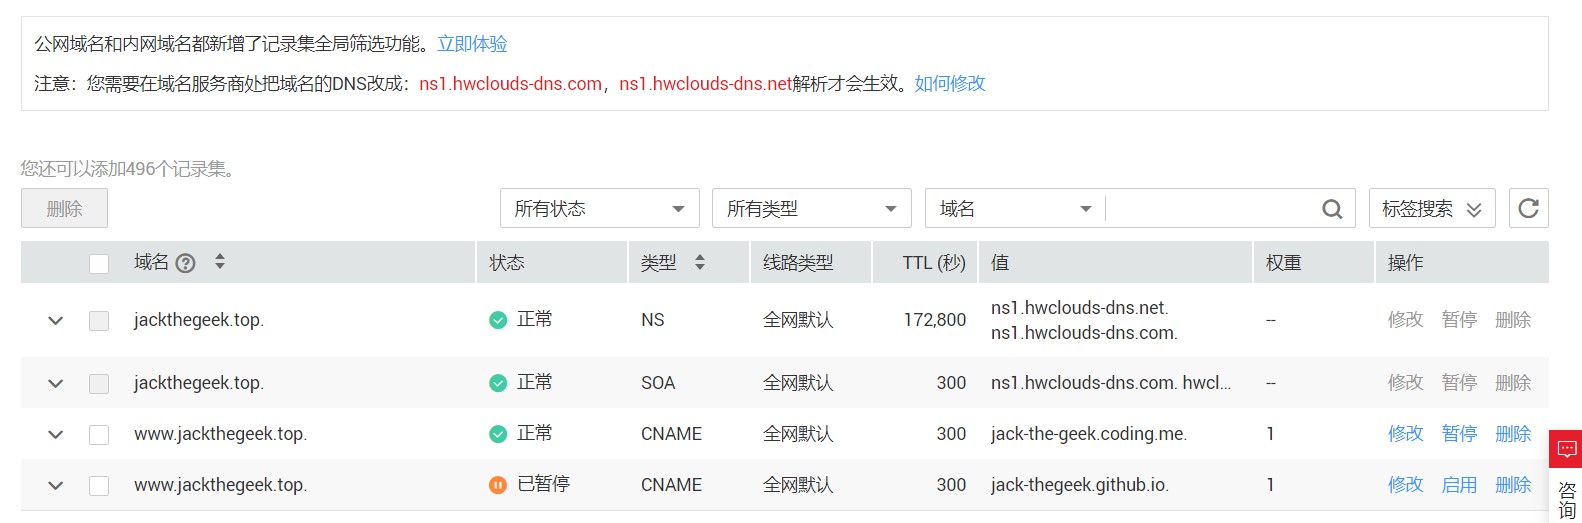 公网域名和内网域名都新增了记录集全局筛选功能。立即体验
注意：您需要在域名服务商处把域名的DNS改成：ns1.hwclouds-dns.com，ns1.hwclouds-dns.net解析才会生效。如何修改
您还可以添加496个记录集。
删除 所有状态 所有类型 域名 标签搜索
域名 状态 类型 线路类型 TTL (秒) 值 权重 操作
jackthegeek.top. 正常 NS 全网默认 172,800 ns1.hwclouds-dns.net. -- 修改 暂停 删除
ns1.hwclouds-dns.com.
jackthegeek.top. 正常 SOA 全网默认 300 ns1.hwclouds-dns.com. hwcl... -- 修改 暂停 删除
www.jackthegeek.top. 正常 CNAME 全网默认 300 jack-the-geek.coding.me. 1 修改 暂停 删除
www.jackthegeek.top. 已暂停 CNAME 全网默认 300 jack-thegeek.github.io. 1 修改 启用 删除
咨询